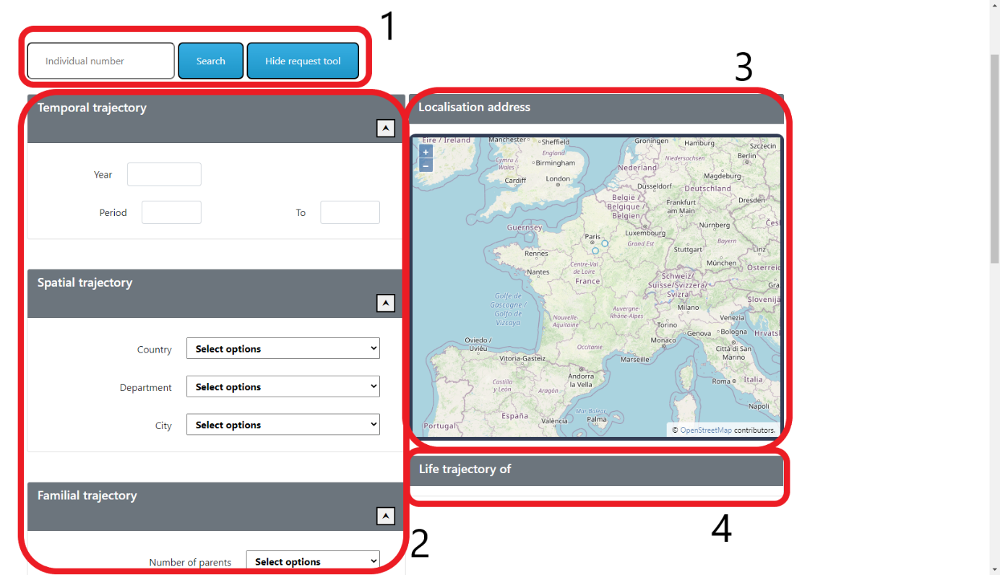 1
Individual number
Search
Hide request tool
Temporal trajectory
Year
Period
To
Spatial trajectory
Country
Select options
Department
Select options
City
Select options
Familial trajectory
Number of parents
Select options
2
3
Localisation address
+
−
Éire / Ireland
Manchester
Sheffield
Groningen
Hamburg
Szczecin
England
Cymru /
Wales
Birmingham
Niedersachsen
Berlin
Nederland
Magdeburg
Cardiff
London
Düsseldorf
Deutschland
België /
Belgique /
Belgien
Frankfurt
am Main
Dresden
Guernsey
Luxembourg
Nürnberg
Paris
Grand Est
Bayern
Stuttgart
Linz
Rennes
Centre-Val
de Loire
München
Nantes
France
Schweiz/
Suisse/Svizzera/
Svizra
Slovenija
Golfe de
Gascogne /
Golfo de
Vizcaya
Auvergne-
Rhône-Alpes
Milano
Venezia
Nouvelle-
Aquitaine
Torino
Genova
Bologna
Oviedo /
Uviéu
Monaco
Occitanie
Città di San
Marino
Vitoria-Gasteiz
Marseille
Andorra
la Vella
Roma
Italia
Castilla
y León
Aragón
Mar Balear
Napoli
España
València
Palma
Portugal
© OpenStreetMap contributors.
Life trajectory of
4